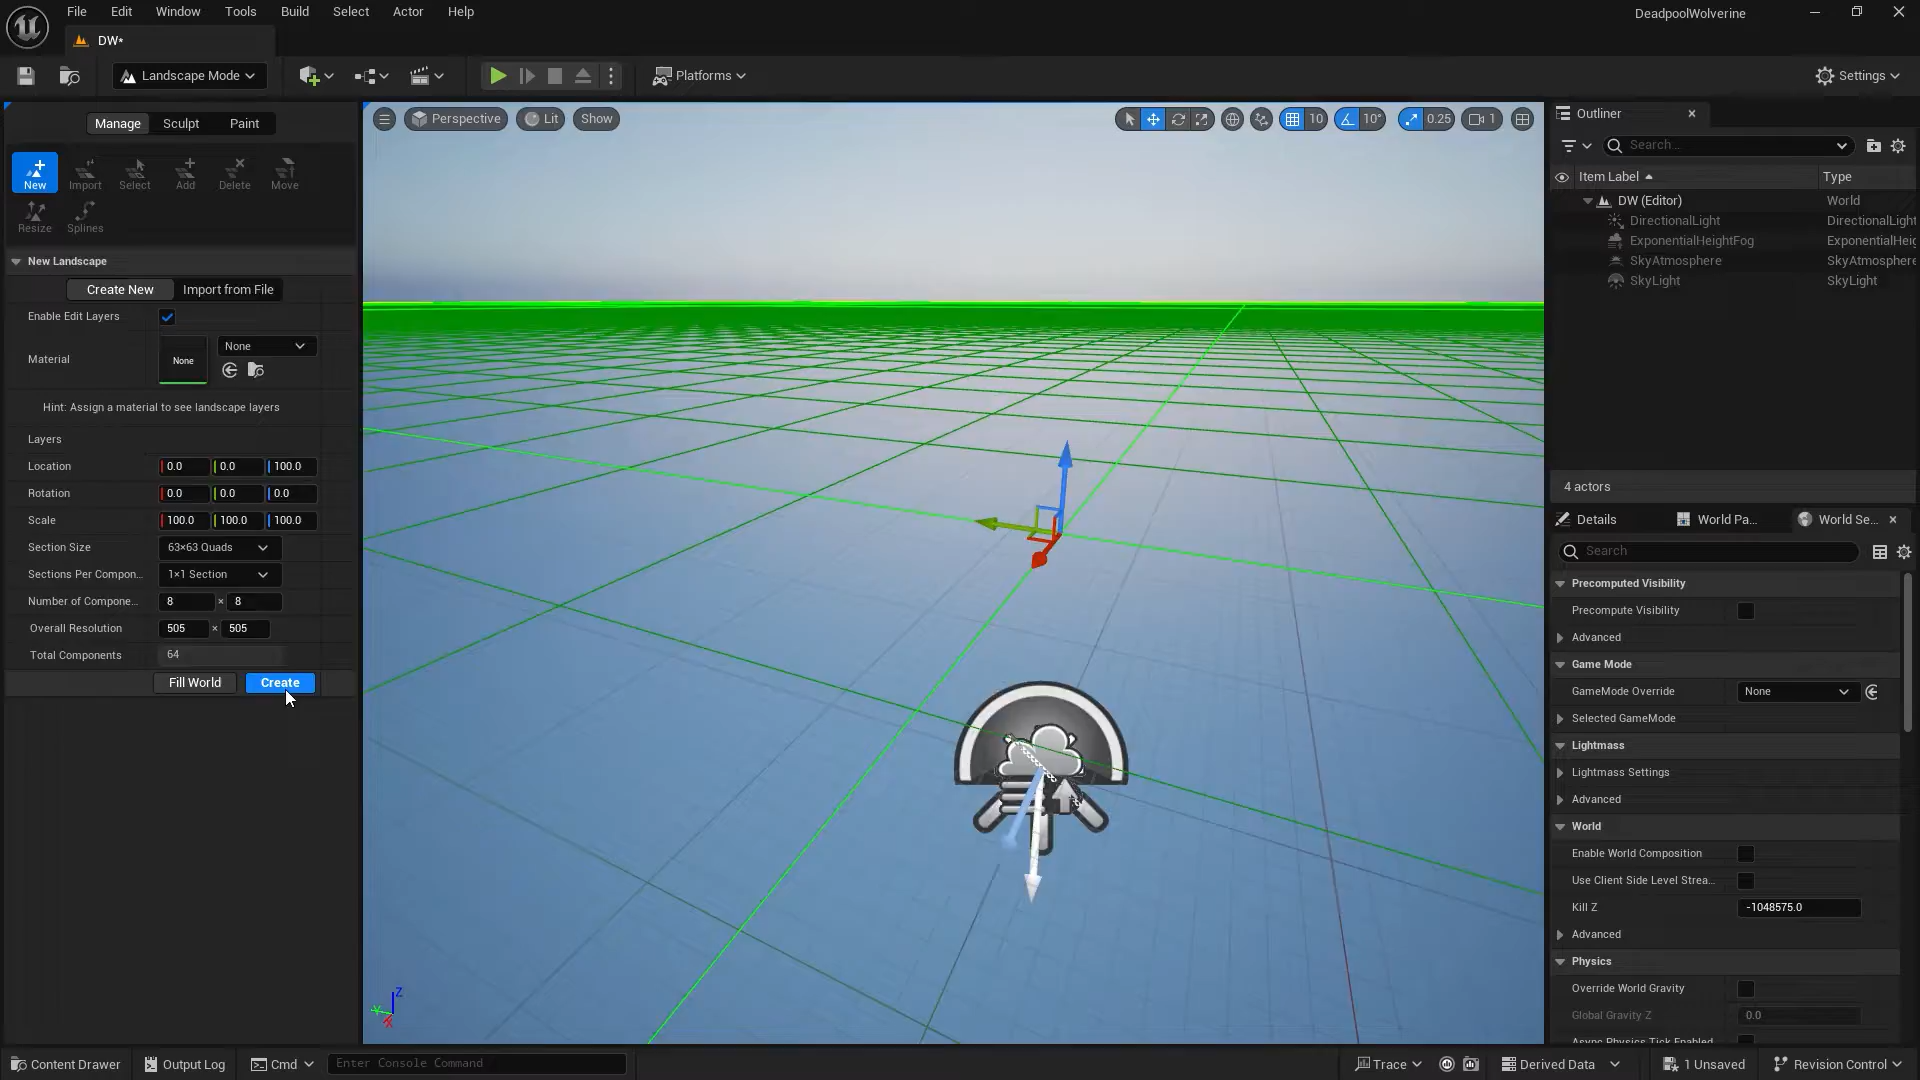 File Edit Window Tools Build Select Actor Help
DeadpoolWolverine
DW*
Landscape Mode
Platforms
Settings
Manage Sculpt Paint
New Import Select Add Delete Move
Resize Splines
New Landscape
Create New Import from File
Enable Edit Layers
Material
None
None
Hint: Assign a material to see landscape layers
Layers
Location 0.0 0.0 100.0
Rotation 0.0 0.0 0.0
Scale 100.0 100.0 100.0
Section Size 63×63 Quads
Sections Per Compon... 1×1 Section
Number of Compone... 8 × 8
Overall Resolution 505 × 505
Total Components 64
Fill World Create
Perspective Lit Show
10 10° 0.25 1
Z
Y
X
Outliner
Search...
Item Label Type
DW (Editor) World
DirectionalLight DirectionalLight
ExponentialHeightFog ExponentialHeig
SkyAtmosphere SkyAtmosphere
SkyLight SkyLight
4 actors
Details World Pa... World Se...
Search
Precomputed Visibility
Precompute Visibility
Advanced
Game Mode
GameMode Override None
Selected GameMode
Lightmass
Lightmass Settings
Advanced
World
Enable World Composition
Use Client Side Level Strea...
Kill Z -1048575.0
Advanced
Physics
Override World Gravity
Global Gravity Z 0.0
Async Physics Tick Enabled
Content Drawer Output Log Cmd Enter Console Command
Trace Derived Data 1 Unsaved Revision Control